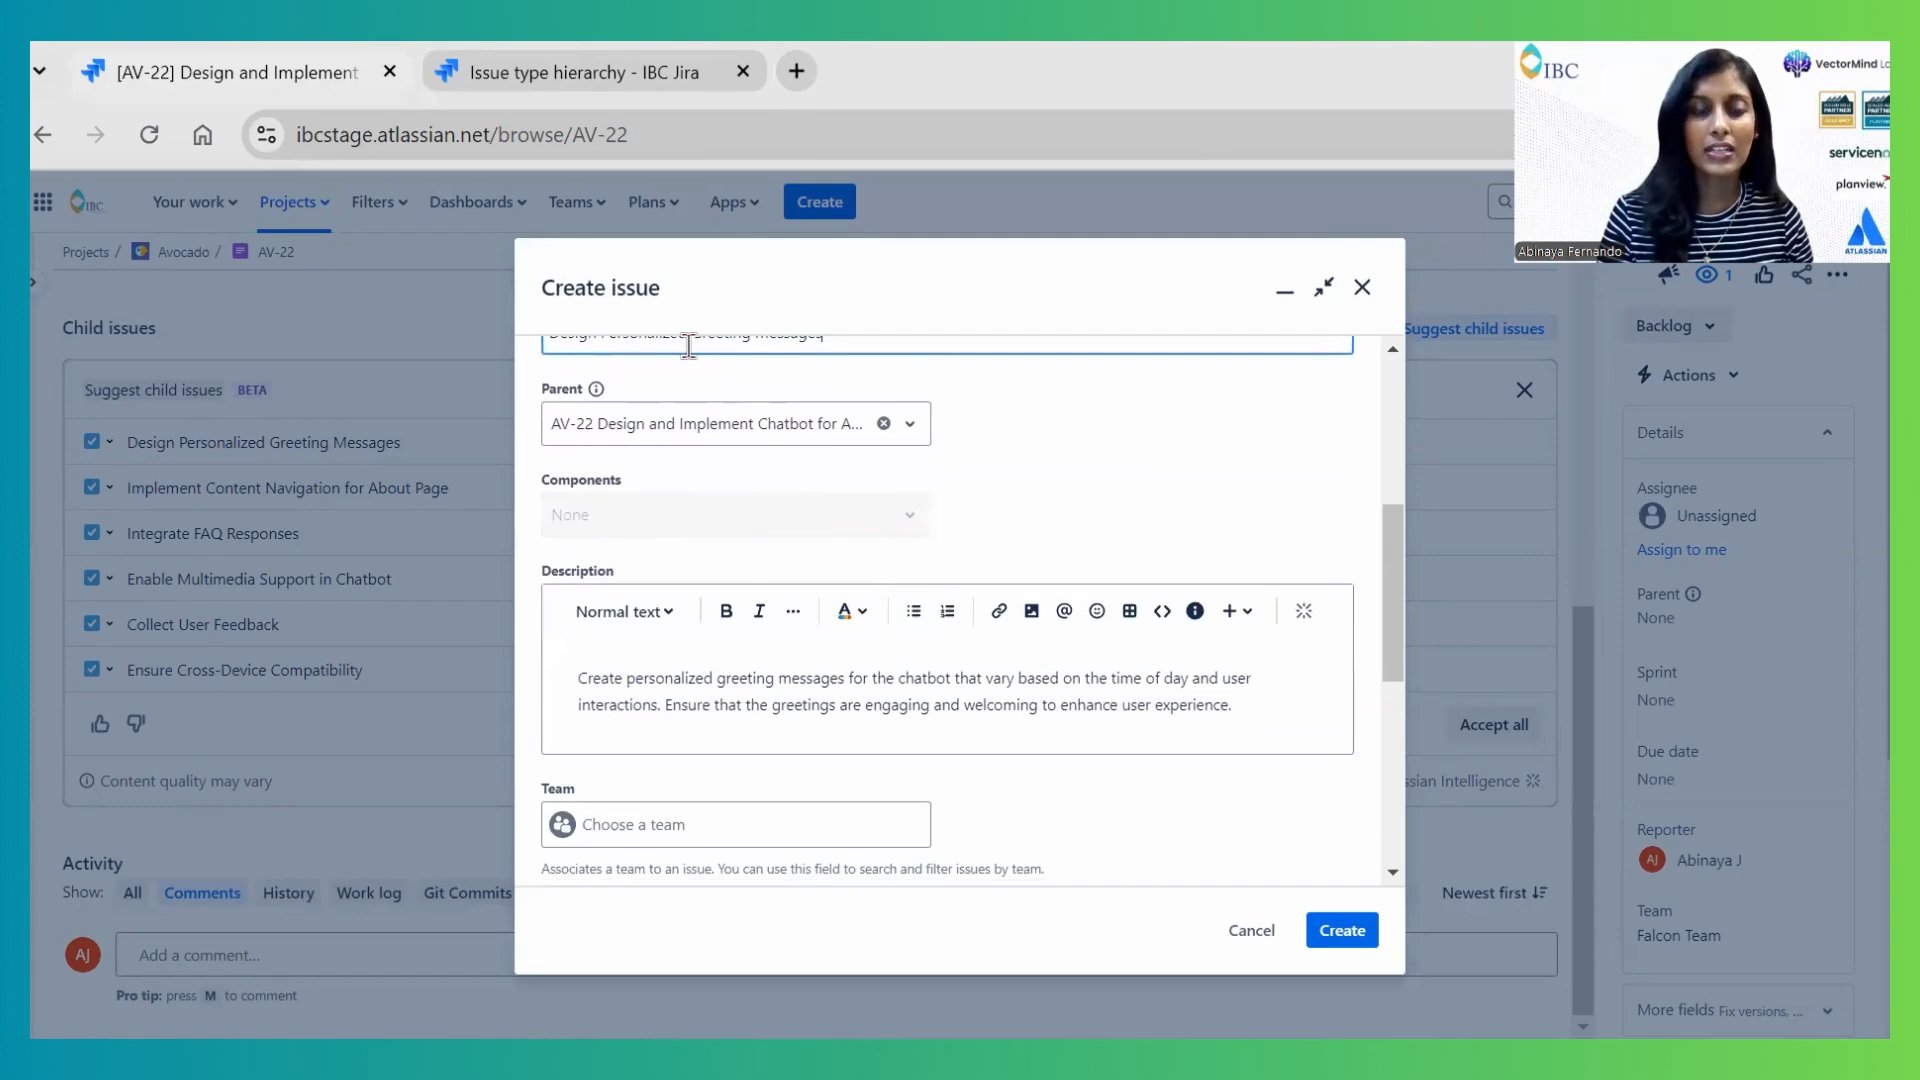 [AV-22] Design and Implement
Issue type hierarchy - IBC Jira
ibcstage.atlassian.net/browse/AV-22
IBC
VectorMind
servicen
planview.
ATLASSIAN
Abinaya Fernando
IBC
Your work
Projects
Filters
Dashboards
Teams
Plans
Apps
Create
Projects / Avocado / AV-22
1
Child issues
Suggest child issues
Suggest child issues BETA
Design Personalized Greeting Messages
Implement Content Navigation for About Page
Integrate FAQ Responses
Enable Multimedia Support in Chatbot
Collect User Feedback
Ensure Cross-Device Compatibility
Accept all
Content quality may vary
ssian Intelligence
Activity
Show: All Comments History Work log Git Commits
Newest first
AJ
Add a comment...
Pro tip: press M to comment
Create issue
Design Personalized Greeting Messages
Parent
AV-22 Design and Implement Chatbot for A...
Components
None
Description
Normal text
B I A @
Create personalized greeting messages for the chatbot that vary based on the time of day and user
interactions. Ensure that the greetings are engaging and welcoming to enhance user experience.
Team
Choose a team
Associates a team to an issue. You can use this field to search and filter issues by team.
Cancel
Create
Backlog
Actions
Details
Assignee
Unassigned
Assign to me
Parent
None
Sprint
None
Due date
None
Reporter
AJ Abinaya J
Team
Falcon Team
More fields Fix versions, ...